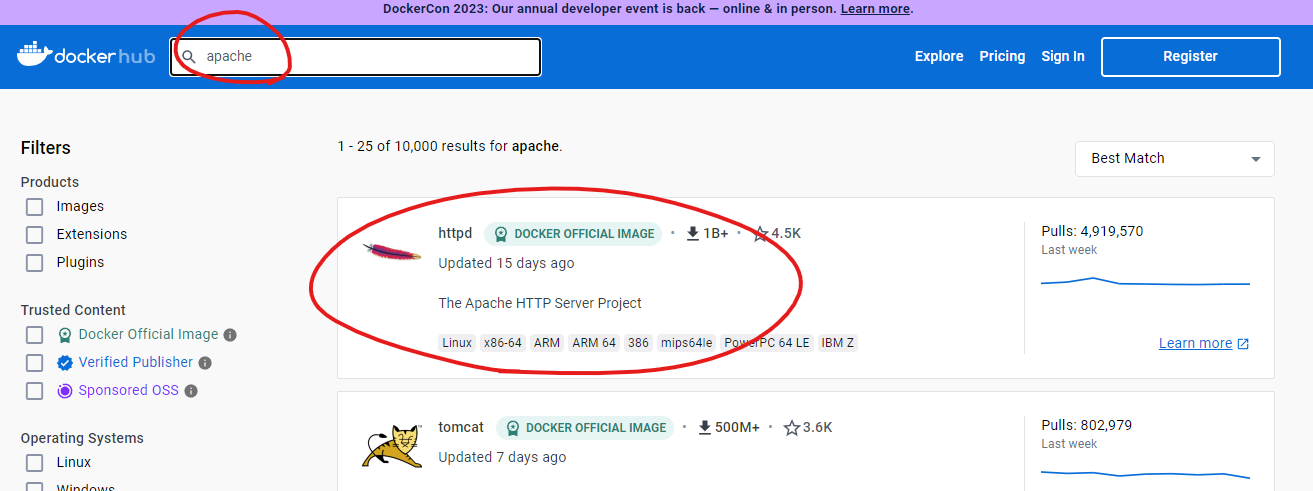 DockerCon 2023: Our annual developer event is back — online & in person. Learn more.
dockerhub
apache
Explore Pricing Sign In Register
Filters
1 - 25 of 10,000 results for apache.
Best Match
Products
Images
Extensions
Plugins
httpd DOCKER OFFICIAL IMAGE • 1B+ • 4.5K
Updated 15 days ago
The Apache HTTP Server Project
Linux x86-64 ARM ARM 64 386 mips64le PowerPC 64 LE IBM Z
Pulls: 4,919,570
Last week
Learn more
Trusted Content
Docker Official Image
Verified Publisher
Sponsored OSS
Operating Systems
Linux
Windows
tomcat DOCKER OFFICIAL IMAGE • 500M+ • 3.6K
Updated 7 days ago
Pulls: 802,979
Last week